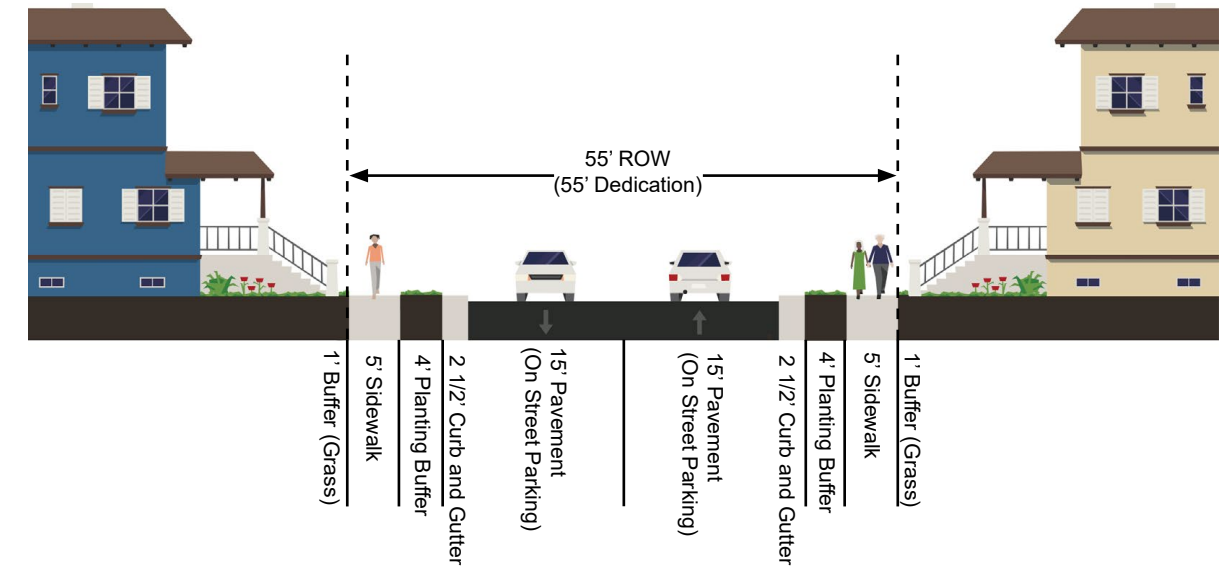 55’ ROW
(55’ Dedication)
1’ Buffer (Grass)
5’ Sidewalk
4’ Planting Buffer
2 1/2’ Curb and Gutter
15’ Pavement
(On Street Parking)
15’ Pavement
(On Street Parking)
2 1/2’ Curb and Gutter
4’ Planting Buffer
5’ Sidewalk
1’ Buffer (Grass)